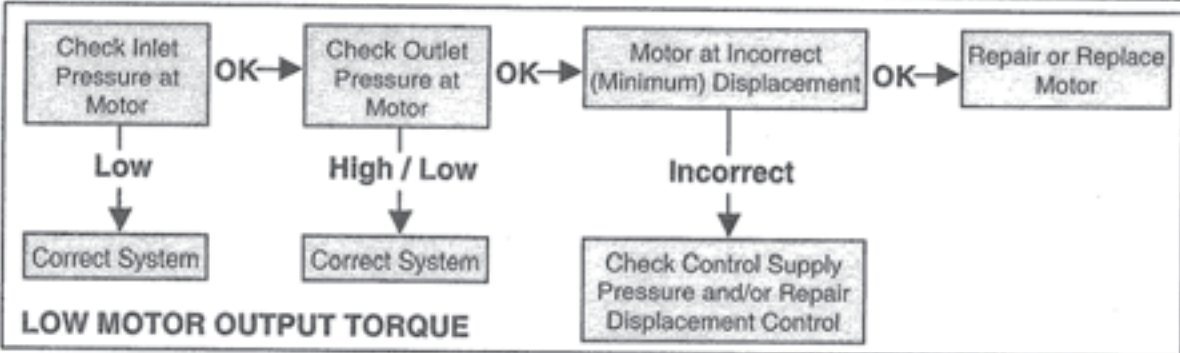 Check Inlet
Pressure at
Motor
OK
Check Outlet
Pressure at
Motor
OK
Motor at Incorrect
(Minimum) Displacement
OK
Repair or Replace
Motor
Low
High / Low
Incorrect
Correct System
Correct System
Check Control Supply
Pressure and/or Repair
Displacement Control
LOW MOTOR OUTPUT TORQUE